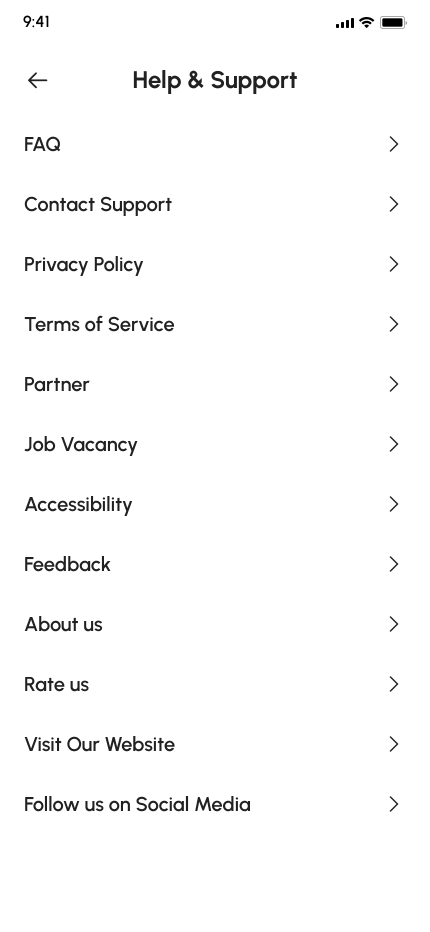 9:41
Help & Support
FAQ
Contact Support
Privacy Policy
Terms of Service
Partner
Job Vacancy
Accessibility
Feedback
About us
Rate us
Visit Our Website
Follow us on Social Media